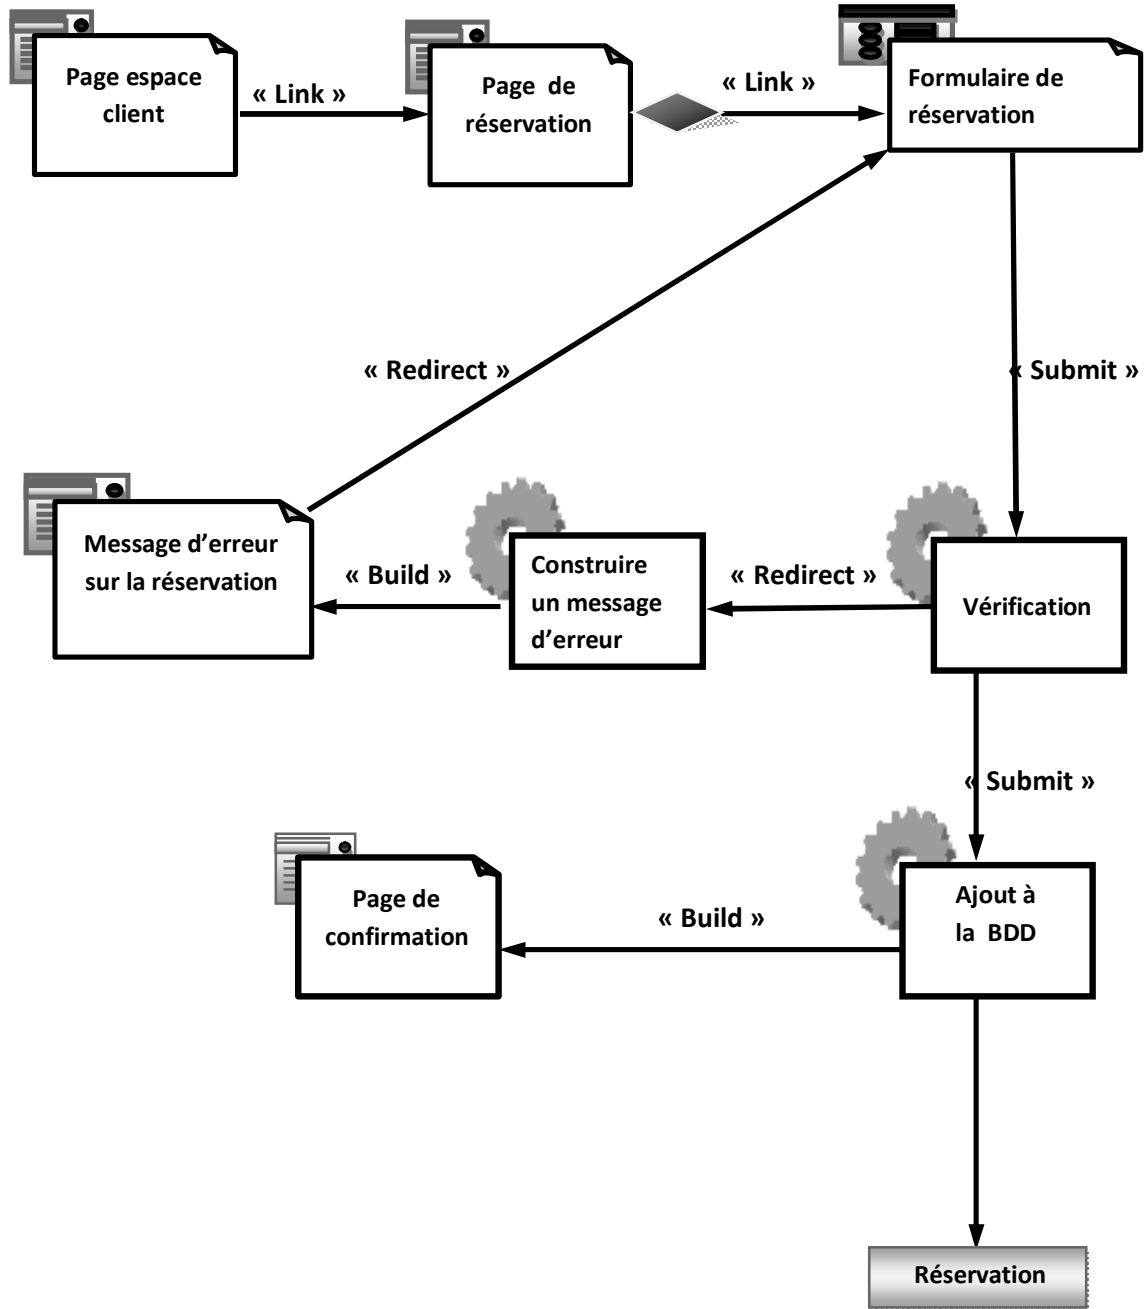 Page espace
client
« Link »
Page de
réservation
« Link »
Formulaire de
réservation
« Redirect »
« Submit »
Message d’erreur
sur la réservation
« Build »
Construire
un message
d’erreur
« Redirect »
Vérification
« Submit »
Page de
confirmation
« Build »
Ajout à
la BDD
Réservation